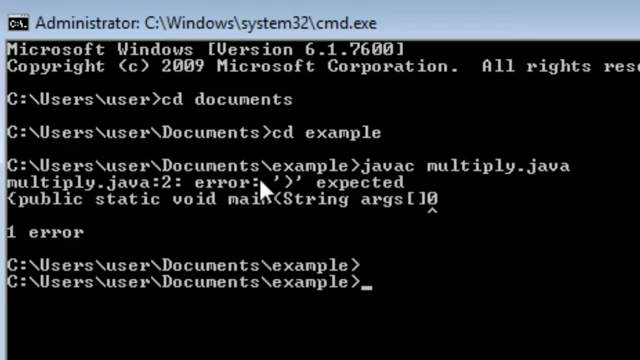 Administrator: C:\Windows\system32\cmd.exe
Microsoft Windows [Version 6.1.7600]
Copyright (c) 2009 Microsoft Corporation.  All rights rese
C:\Users\user>cd documents
C:\Users\user\Documents>cd example
C:\Users\user\Documents\example>javac multiply.java
multiply.java:2: error: ')' expected
{public static void main(String args[]0
^
1 error
C:\Users\user\Documents\example>
C:\Users\user\Documents\example>_